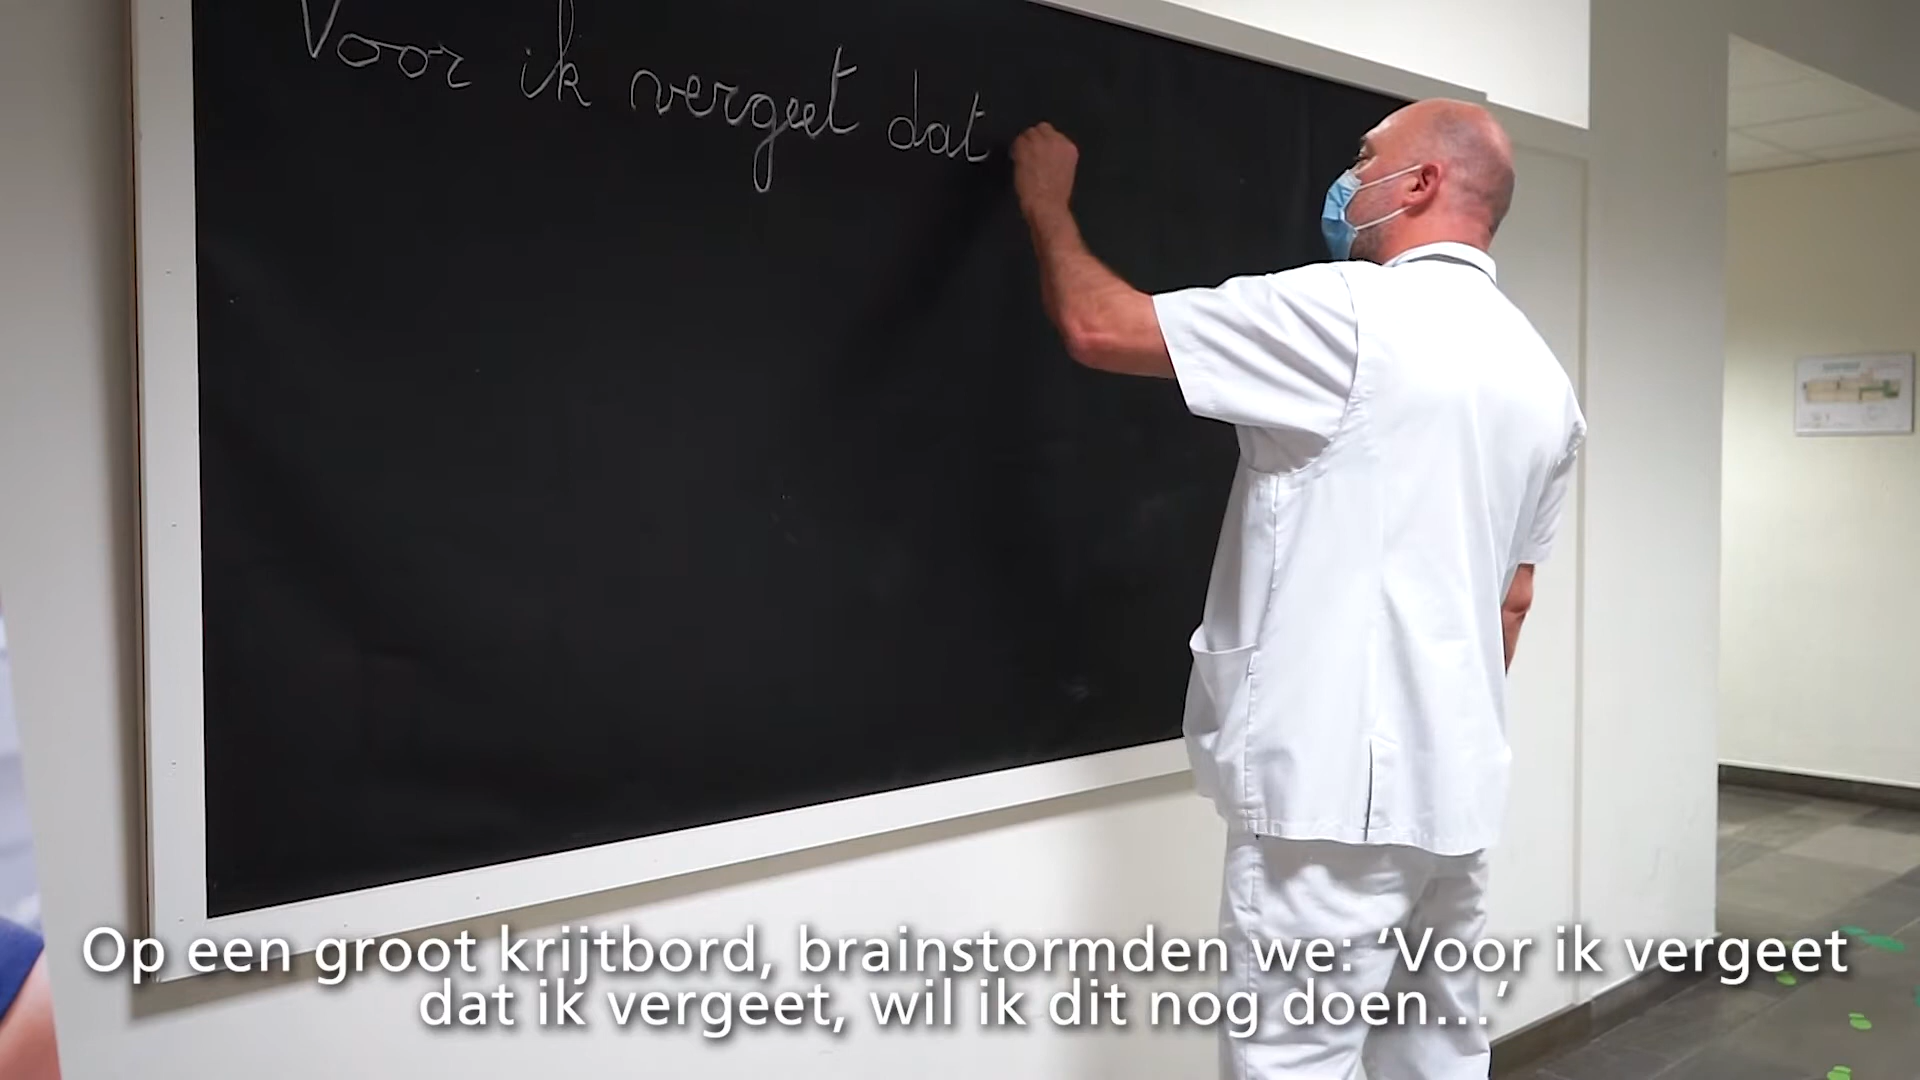 Voor ik vergeet dat
Op een groot krijtbord, brainstormden we: ‘Voor ik vergeet
dat ik vergeet, wil ik dit nog doen...’